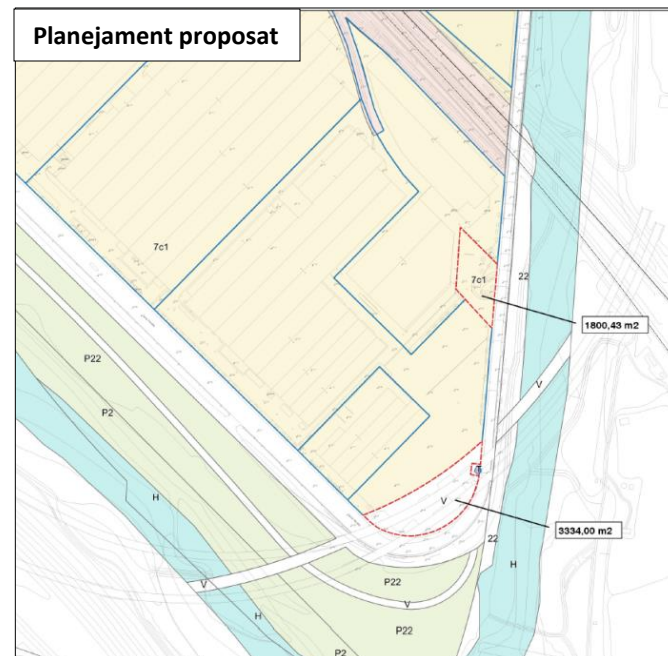 Planejament proposat
7c1
7c1
22
1800,43 m2
P22
V
P2
T
V
H
3334,00 m2
22
V
P22
H
V
H
P22
P2